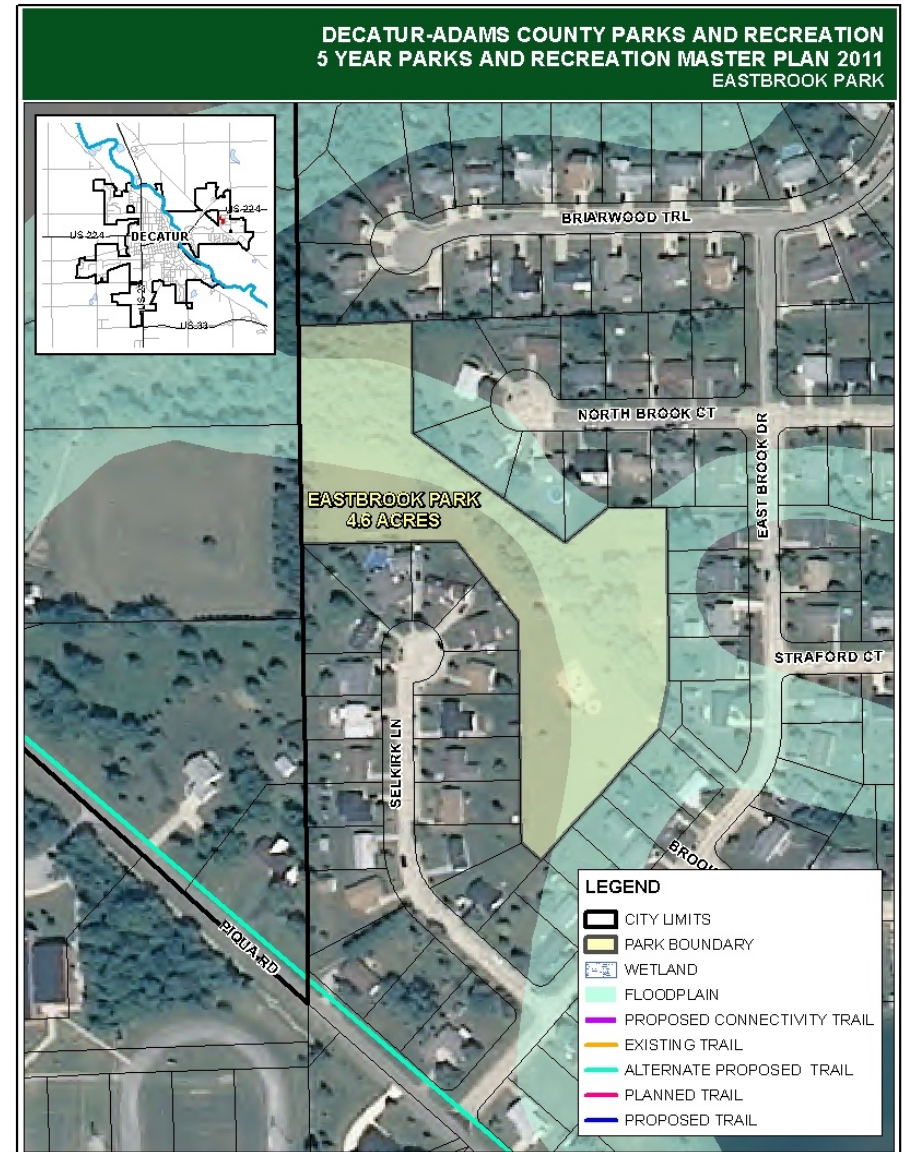 DECATUR-ADAMS COUNTY PARKS AND RECREATION
5 YEAR PARKS AND RECREATION MASTER PLAN 2011
EASTBROOK PARK
US 224
US 224
DECATUR
US 33
BRIARWOOD TRL
NORTH BROOK CT
EAST BROOK DR
EASTBROOK PARK
4.6 ACRES
STRAFORD CT
SELKIRK LN
PIQUA RD
LEGEND
CITY LIMITS
PARK BOUNDARY
WETLAND
FLOODPLAIN
PROPOSED CONNECTIVITY TRAIL
EXISTING TRAIL
ALTERNATE PROPOSED TRAIL
PLANNED TRAIL
PROPOSED TRAIL